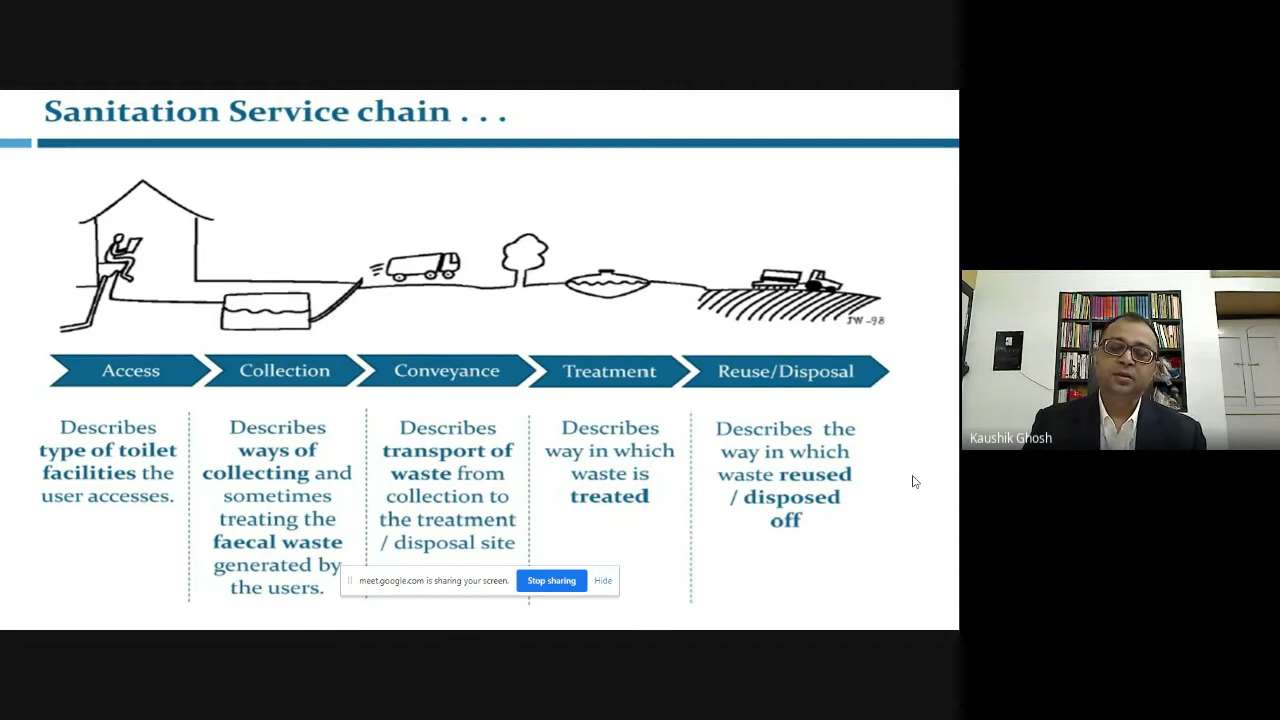 Sanitation Service chain . . .
JW-98
Access
Collection
Conveyance
Treatment
Reuse/Disposal
Describes
type of toilet
facilities the
user accesses.
Describes
ways of
collecting and
sometimes
treating the
faecal waste
generated by
the users.
Describes
transport of
waste from
collection to
the treatment
/ disposal site
Describes
way in which
waste is
treated
Describes the
way in which
waste reused
/ disposed
off
meet.google.com is sharing your screen.
Stop sharing
Hide
Kaushik Ghosh